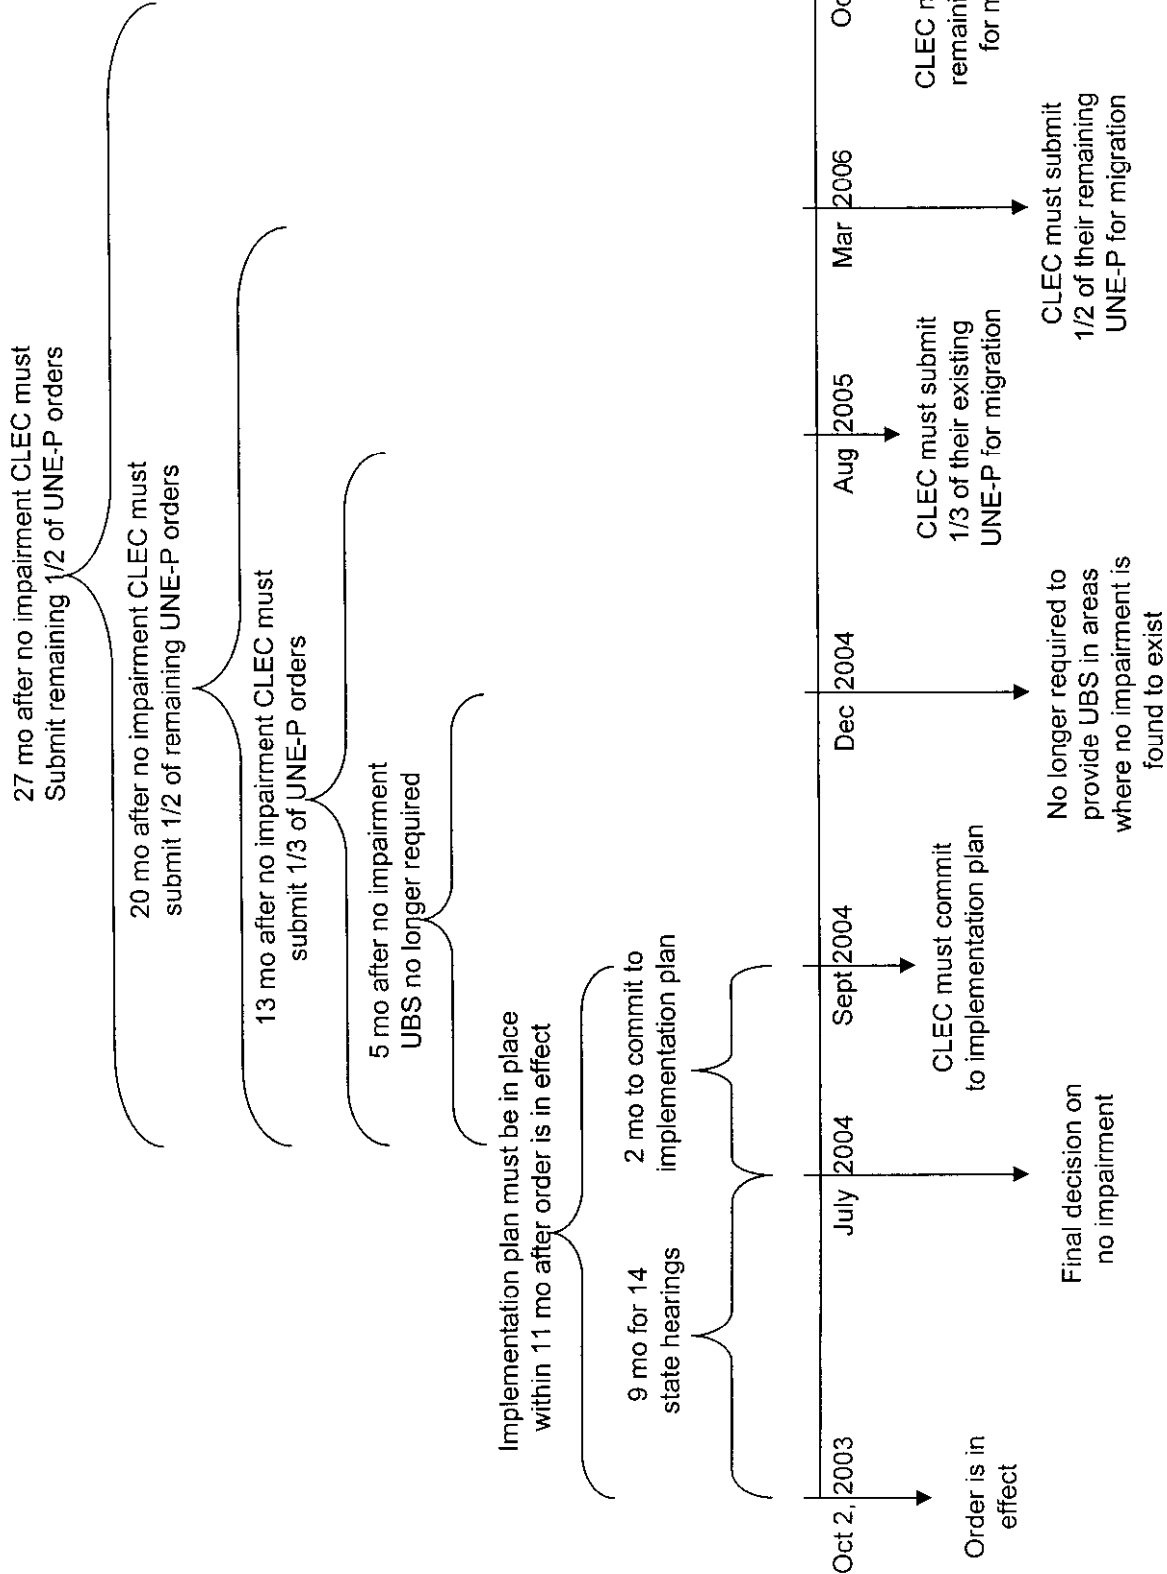 27 mo after no impairment CLEC must
Submit remaining 1/2 of UNE-P orders
20 mo after no impairment CLEC must
submit 1/2 of remaining UNE-P orders
13 mo after no impairment CLEC must
submit 1/3 of UNE-P orders
5 mo after no impairment
UBS no longer required
Implementation plan must be in place
within 11 mo after order is in effect
9 mo for 14
state hearings
2 mo to commit to
implementation plan
Oct 2, 2003
July 2004
Sept 2004
Dec 2004
Aug 2005
Mar 2006
Order is in
effect
Final decision on
no impairment
CLEC must commit
to implementation plan
No longer required to
provide UBS in areas
where no impairment is
found to exist
CLEC must submit
1/3 of their existing
UNE-P for migration
CLEC must submit
1/2 of their remaining
UNE-P for migration
CLEC
for